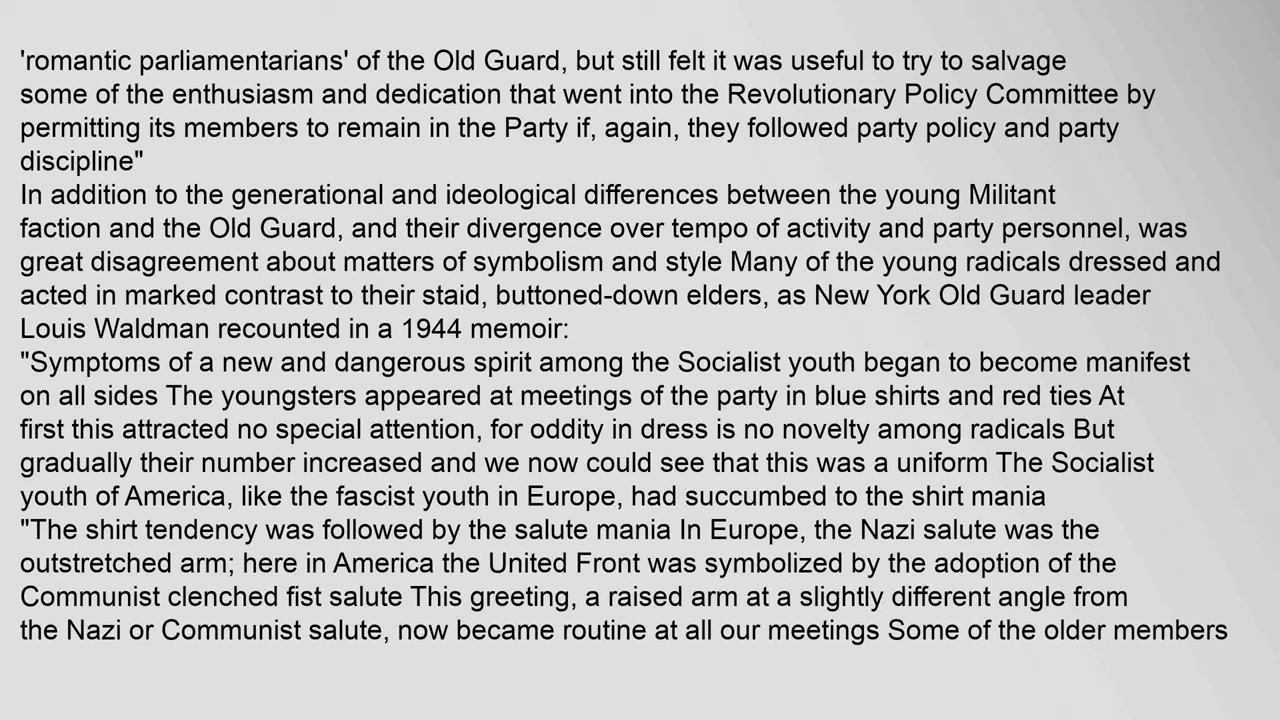 'romantic parliamentarians' of the Old Guard, but still felt it was useful to try to salvage
some of the enthusiasm and dedication that went into the Revolutionary Policy Committee by
permitting its members to remain in the Party if, again, they followed party policy and party
discipline"
In addition to the generational and ideological differences between the young Militant
faction and the Old Guard, and their divergence over tempo of activity and party personnel, was
great disagreement about matters of symbolism and style Many of the young radicals dressed and
acted in marked contrast to their staid, buttoned-down elders, as New York Old Guard leader
Louis Waldman recounted in a 1944 memoir:
"Symptoms of a new and dangerous spirit among the Socialist youth began to become manifest
on all sides The youngsters appeared at meetings of the party in blue shirts and red ties At
first this attracted no special attention, for oddity in dress is no novelty among radicals But
gradually their number increased and we now could see that this was a uniform The Socialist
youth of America, like the fascist youth in Europe, had succumbed to the shirt mania
"The shirt tendency was followed by the salute mania In Europe, the Nazi salute was the
outstretched arm; here in America the United Front was symbolized by the adoption of the
Communist clenched fist salute This greeting, a raised arm at a slightly different angle from
the Nazi or Communist salute, now became routine at all our meetings Some of the older members